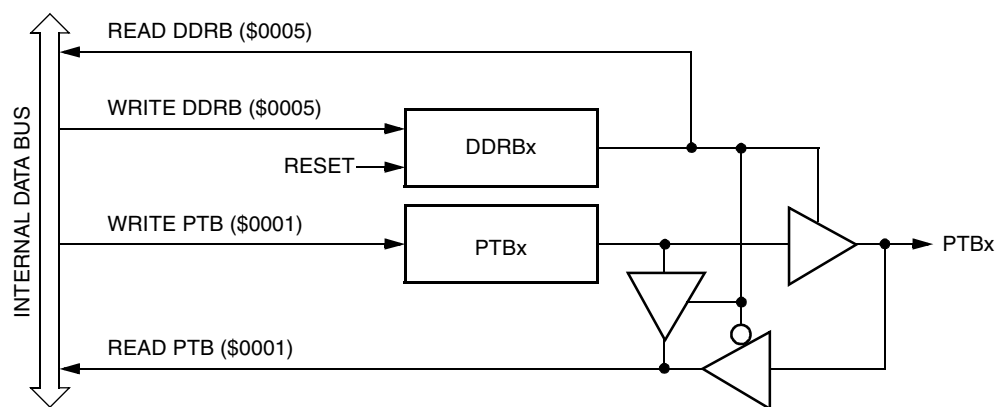 READ DDRB ($0005)
WRITE DDRB ($0005)
DDRBx
RESET
WRITE PTB ($0001)
PTBx
PTBx
READ PTB ($0001)
INTERNAL DATA BUS